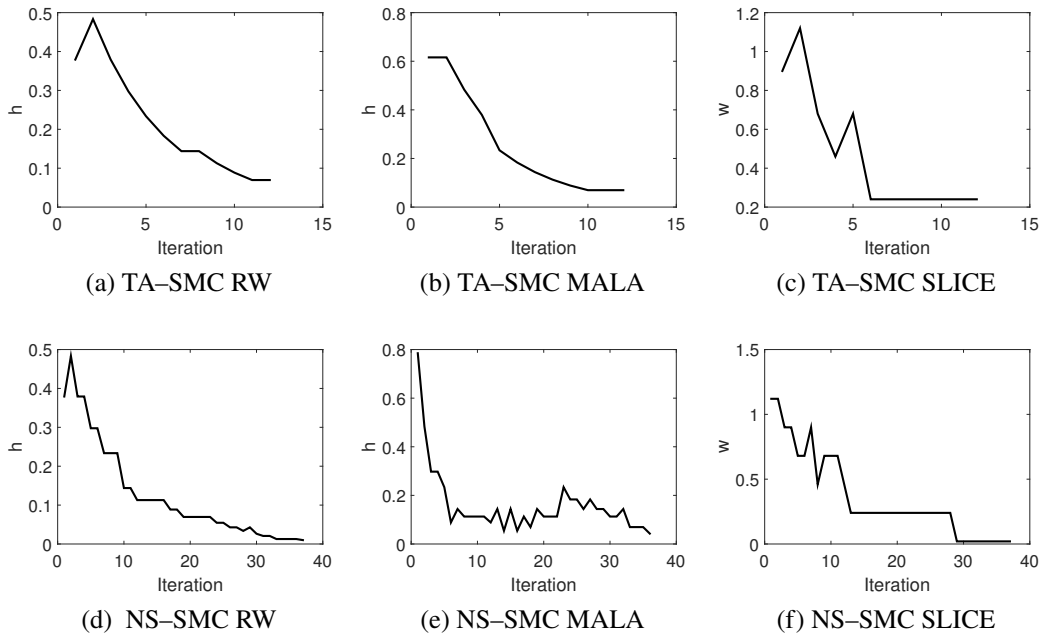 0.5
0.4
0.3
0.2
0.1
0
h
0 5 10 15
Iteration
(a) TA–SMC RW
0.8
0.6
0.4
0.2
0
h
0 5 10 15
Iteration
(b) TA–SMC MALA
1.2
1
0.8
0.6
0.4
0.2
w
0 5 10 15
Iteration
(c) TA–SMC SLICE
0.5
0.4
0.3
0.2
0.1
0
h
0 10 20 30 40
Iteration
(d) NS–SMC RW
0.8
0.6
0.4
0.2
0
h
0 10 20 30 40
Iteration
(e) NS–SMC MALA
1.5
1
0.5
0
w
0 10 20 30 40
Iteration
(f) NS–SMC SLICE